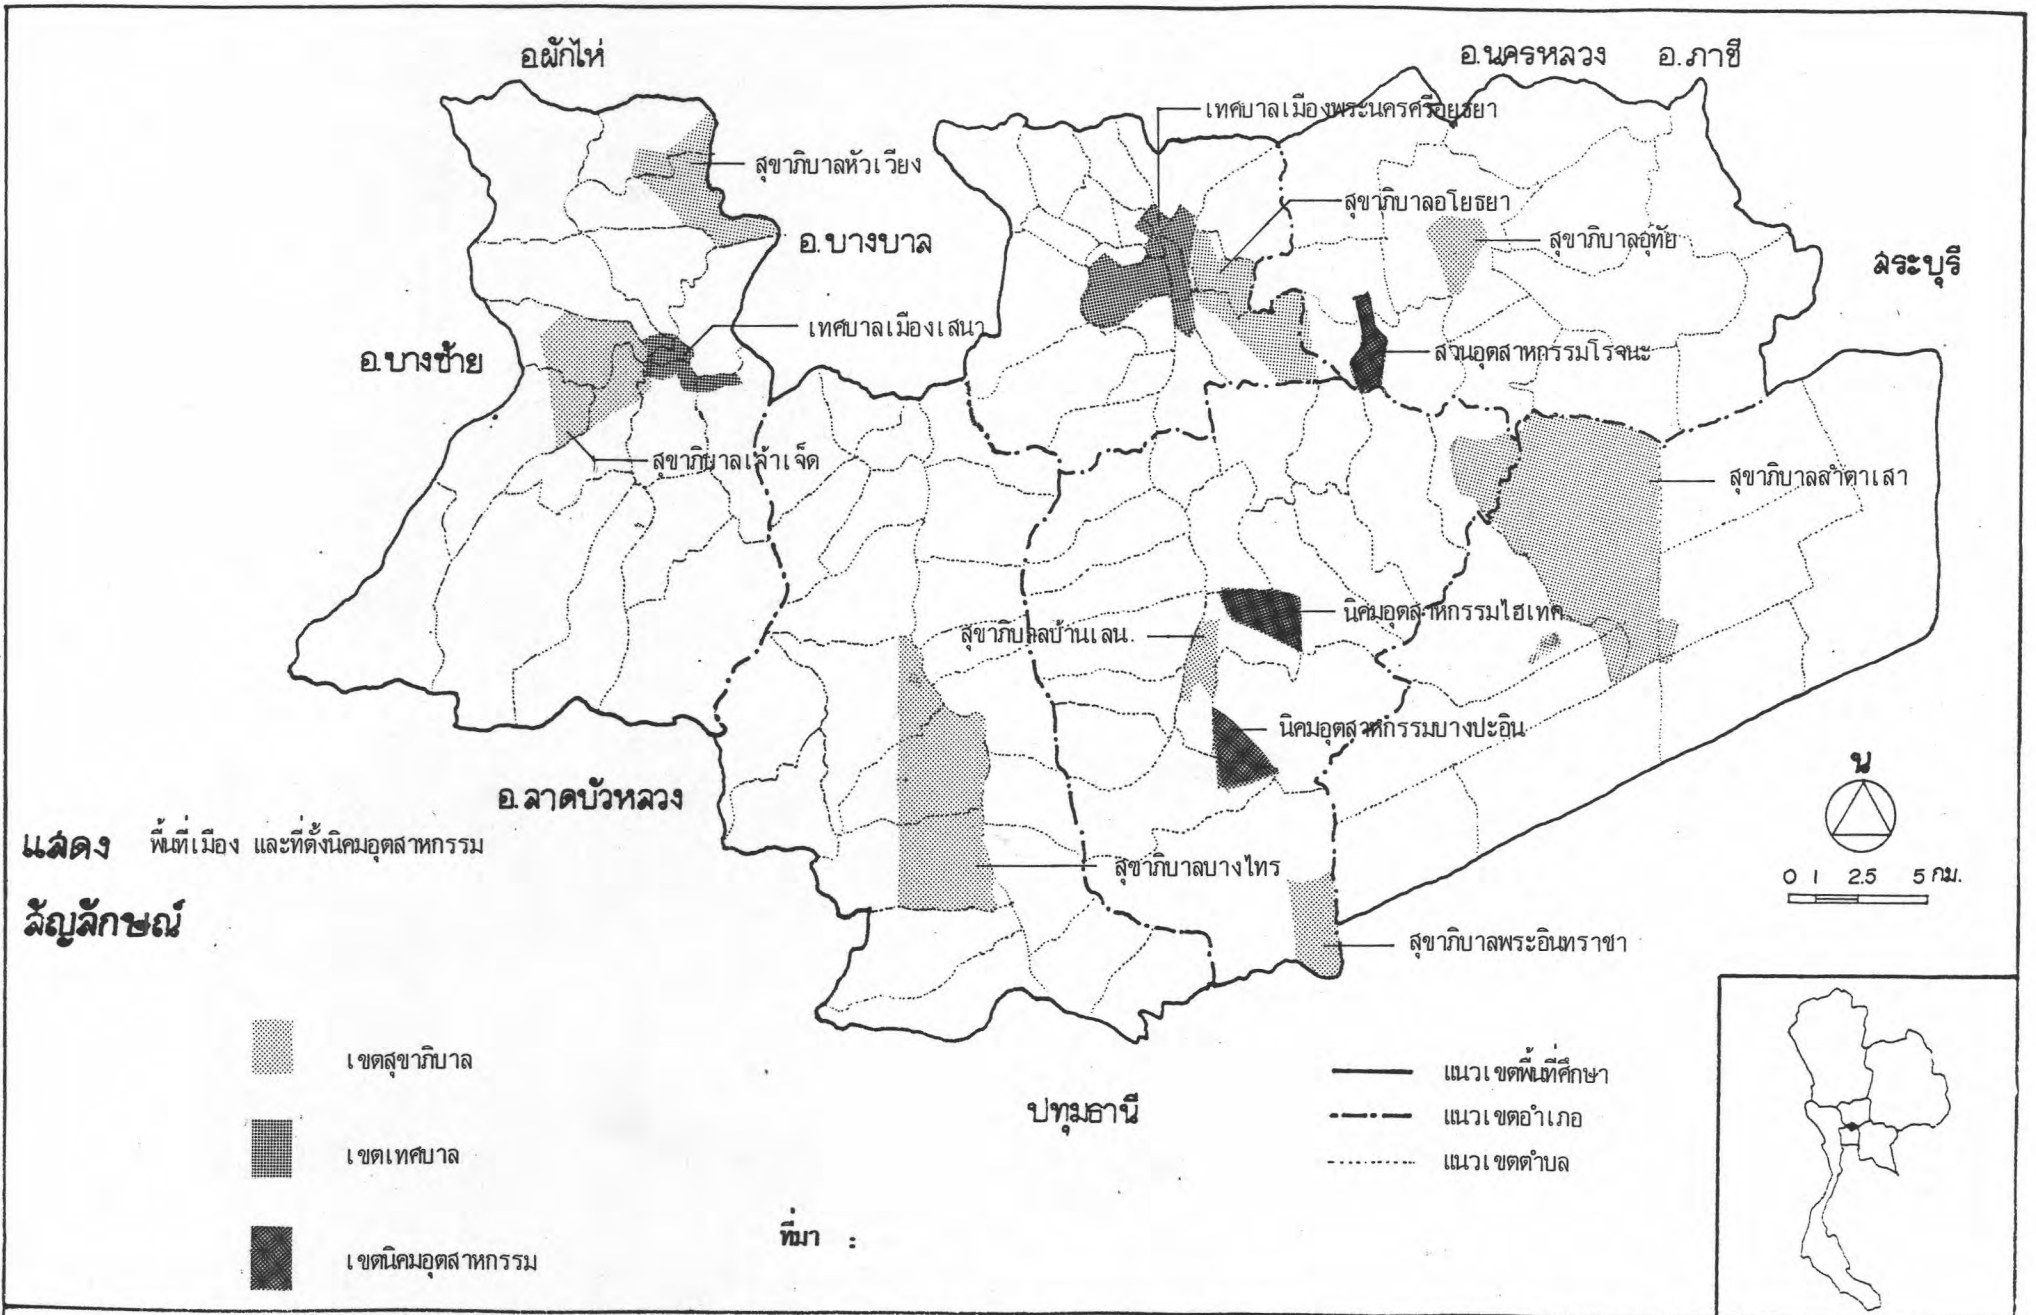 อ.ผักไห่
อ.นครหลวง
อ.ภาชี
เทศบาลเมืองพระนครศรีอยุธยา
สุขาภิบาลหัวเวียง
สุขาภิบาลอโยธยา
อ.บางบาล
สุขาภิบาลอุทัย
สระบุรี
เทศบาลเมืองเสนา
อ.บางซ้าย
สวนอุตสาหกรรมโรจนะ
สุขาภิบาลเจ้าเจ็ด
สุขาภิบาลลำตาเสา
นิคมอุตสาหกรรมไฮเทค
สุขาภิบาลบ้านเลน
นิคมอุตสาหกรรมบางปะอิน
อ.ลาดบัวหลวง
น
แสดง พื้นที่เมือง และที่ตั้งนิคมอุตสาหกรรม
สุขาภิบาลบางไทร
0 1 2.5 5 กม.
สัญลักษณ์
สุขาภิบาลพระอินทราชา
เขตสุขาภิบาล
แนวเขตพื้นที่ศึกษา
ปทุมธานี
แนวเขตอำเภอ
เขตเทศบาล
แนวเขตตำบล
ที่มา :
เขตนิคมอุตสาหกรรม